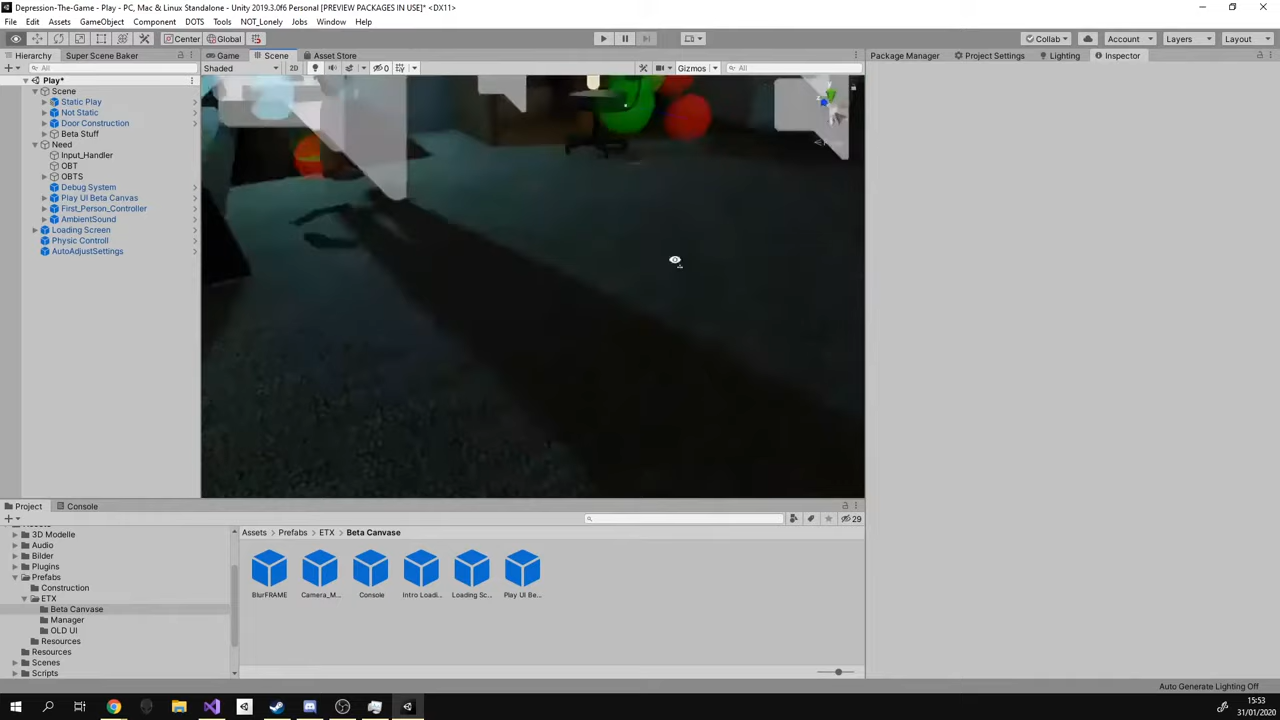 Depression-The-Game - Play - PC, Mac & Linux Standalone - Unity 2019.3.0f6 Personal [PREVIEW PACKAGES IN USE]* <DX11>
File Edit Assets GameObject Component DOTS Tools NOT_Lonely Jobs Window Help
Center Global Collab Account Layers Layout
Hierarchy Super Scene Baker Game Scene Asset Store Package Manager Project Settings Lighting Inspector
All Shaded 2D 0 Gizmos All
Play*
Scene
Static Play
Not Static
Door Construction
Beta Stuff
Need
Input_Handler
OBT
OBTS
Debug System
Play UI Beta Canvas
First_Person_Controller
AmbientSound
Loading Screen
Physic Controll
AutoAdjustSettings
Project Console
29
3D Modelle
Audio
Bilder
Plugins
Prefabs
Construction
ETX
Beta Canvase
Manager
OLD UI
Resources
Resources
Scenes
Scripts
Assets Prefabs ETX Beta Canvase
BlurFRAME Camera_M... Console Intro Loadi... Loading Sc... Play UI Be...
Auto Generate Lighting Off
15:53
31/01/2020